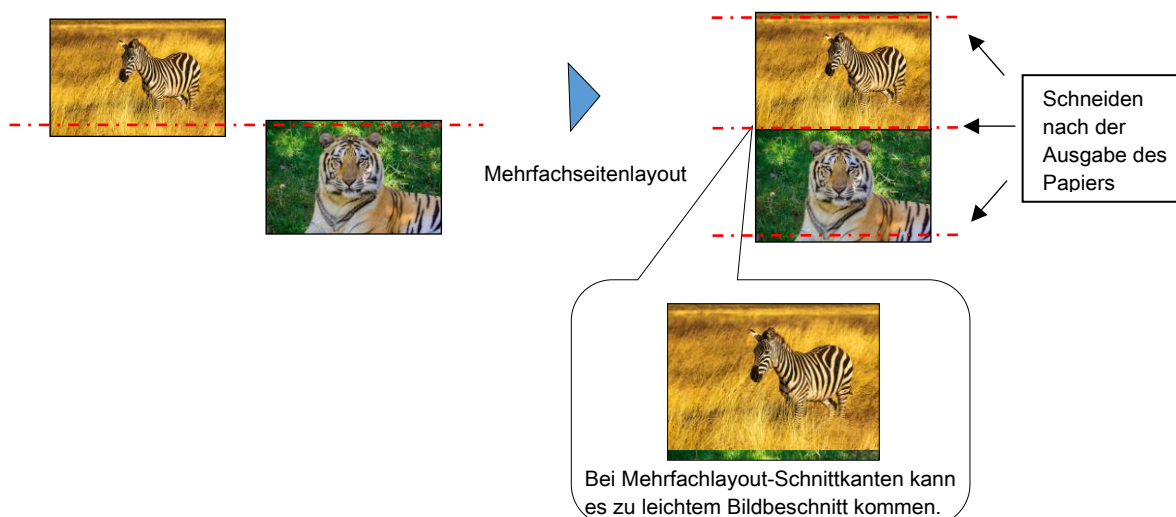 Mehrfachseitenlayout
Schneiden
nach der
Ausgabe des
Papiers
Bei Mehrfachlayout-Schnittkanten kann
es zu leichtem Bildbeschnitt kommen.